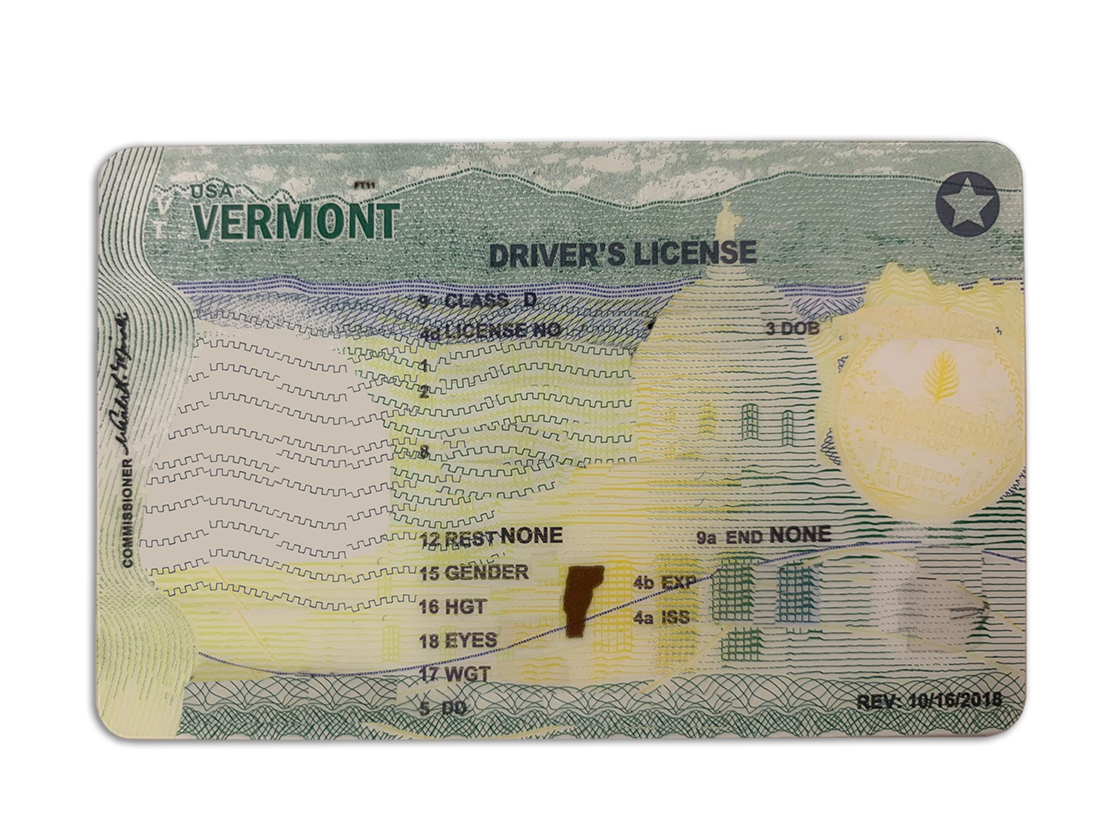 USA
FT11
VT
VERMONT
DRIVER'S LICENSE
9 CLASS D
4d LICENSE NO
3 DOB
1
2
8
COMMISSIONER
FREEDOM
UNITY
12 REST NONE
9a END NONE
15 GENDER
4b EXP
16 HGT
4a ISS
18 EYES
17 WGT
5 DD
REV: 10/16/2018